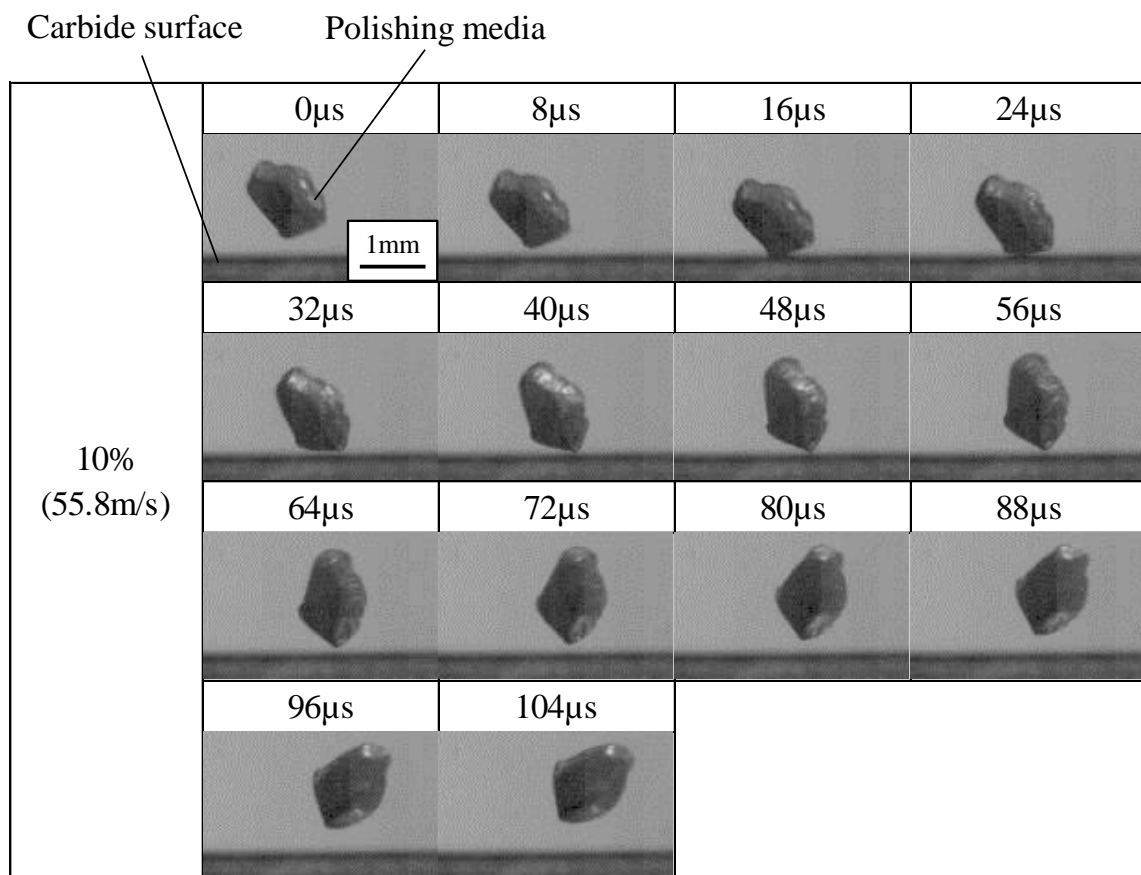 Carbide surface
Polishing media
0µs
8µs
16µs
24µs
1mm
32µs
40µs
48µs
56µs
10%
(55.8m/s)
64µs
72µs
80µs
88µs
96µs
104µs